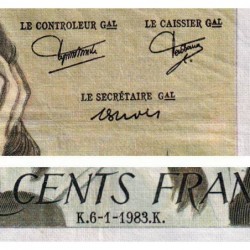 LE CONTROLEUR GAL LE CAISSIER GAL
LE SECRÉTAIRE GAL
CENTS FRAN
K.6-1-1983.K.